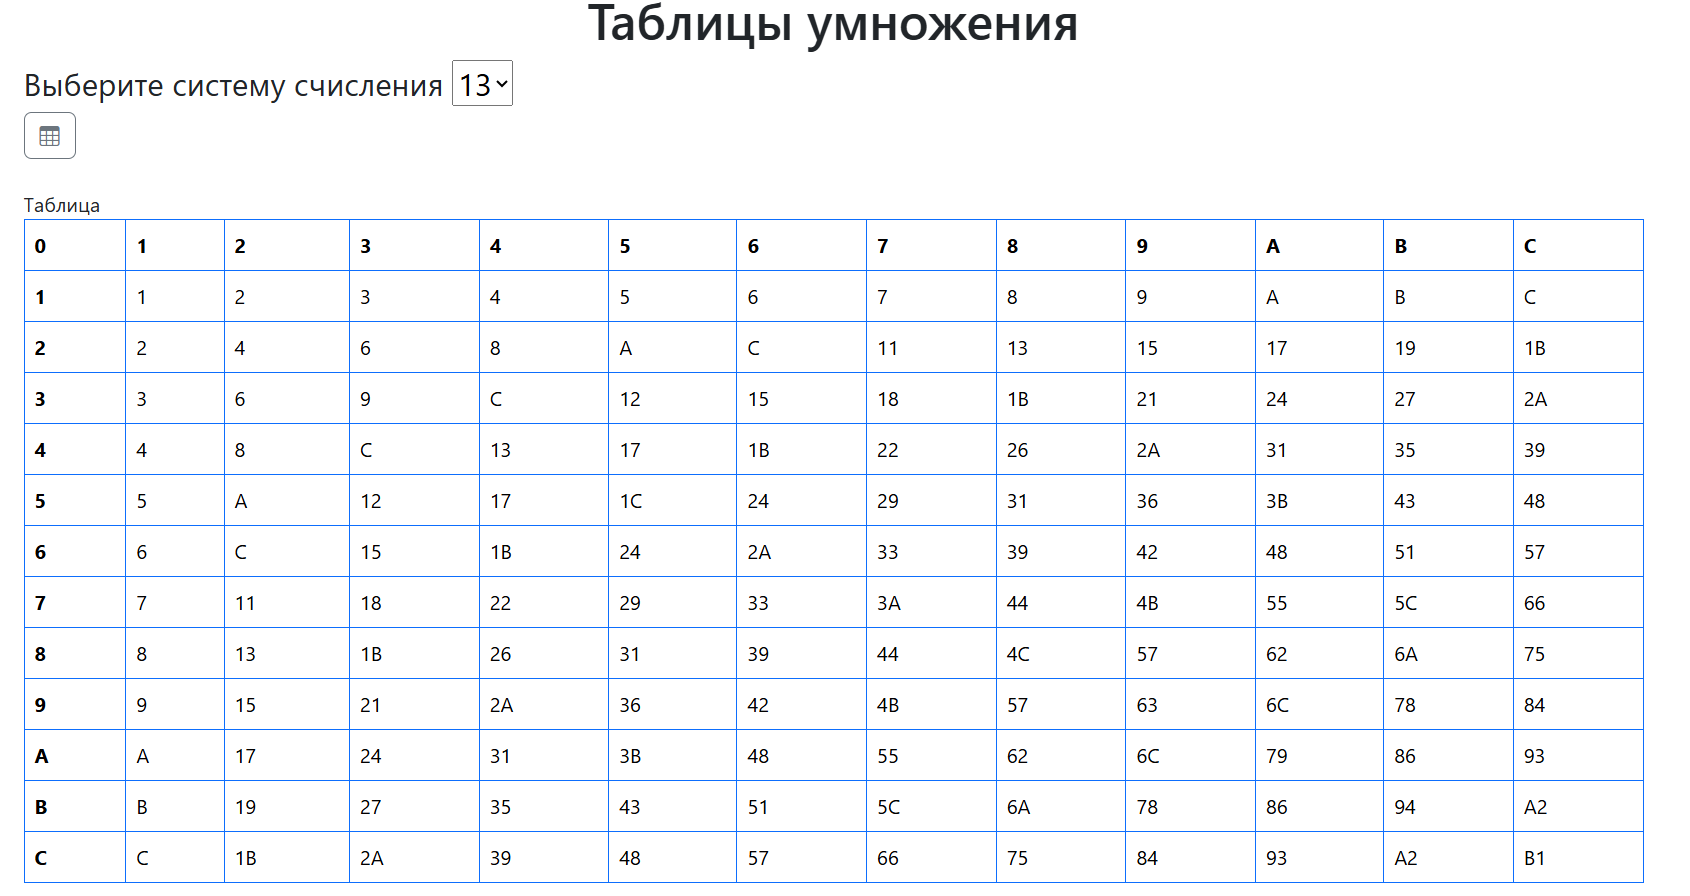 Таблицы умножения
Выберите систему счисления 13
Таблица
0 1 2 3 4 5 6 7 8 9 A B C
1 1 2 3 4 5 6 7 8 9 A B C
2 2 4 6 8 A C 11 13 15 17 19 1B
3 3 6 9 C 12 15 18 1B 21 24 27 2A
4 4 8 C 13 17 1B 22 26 2A 31 35 39
5 5 A 12 17 1C 24 29 31 36 3B 43 48
6 6 C 15 1B 24 2A 33 39 42 48 51 57
7 7 11 18 22 29 33 3A 44 4B 55 5C 66
8 8 13 1B 26 31 39 44 4C 57 62 6A 75
9 9 15 21 2A 36 42 4B 57 63 6C 78 84
A A 17 24 31 3B 48 55 62 6C 79 86 93
B B 19 27 35 43 51 5C 6A 78 86 94 A2
C C 1B 2A 39 48 57 66 75 84 93 A2 B1